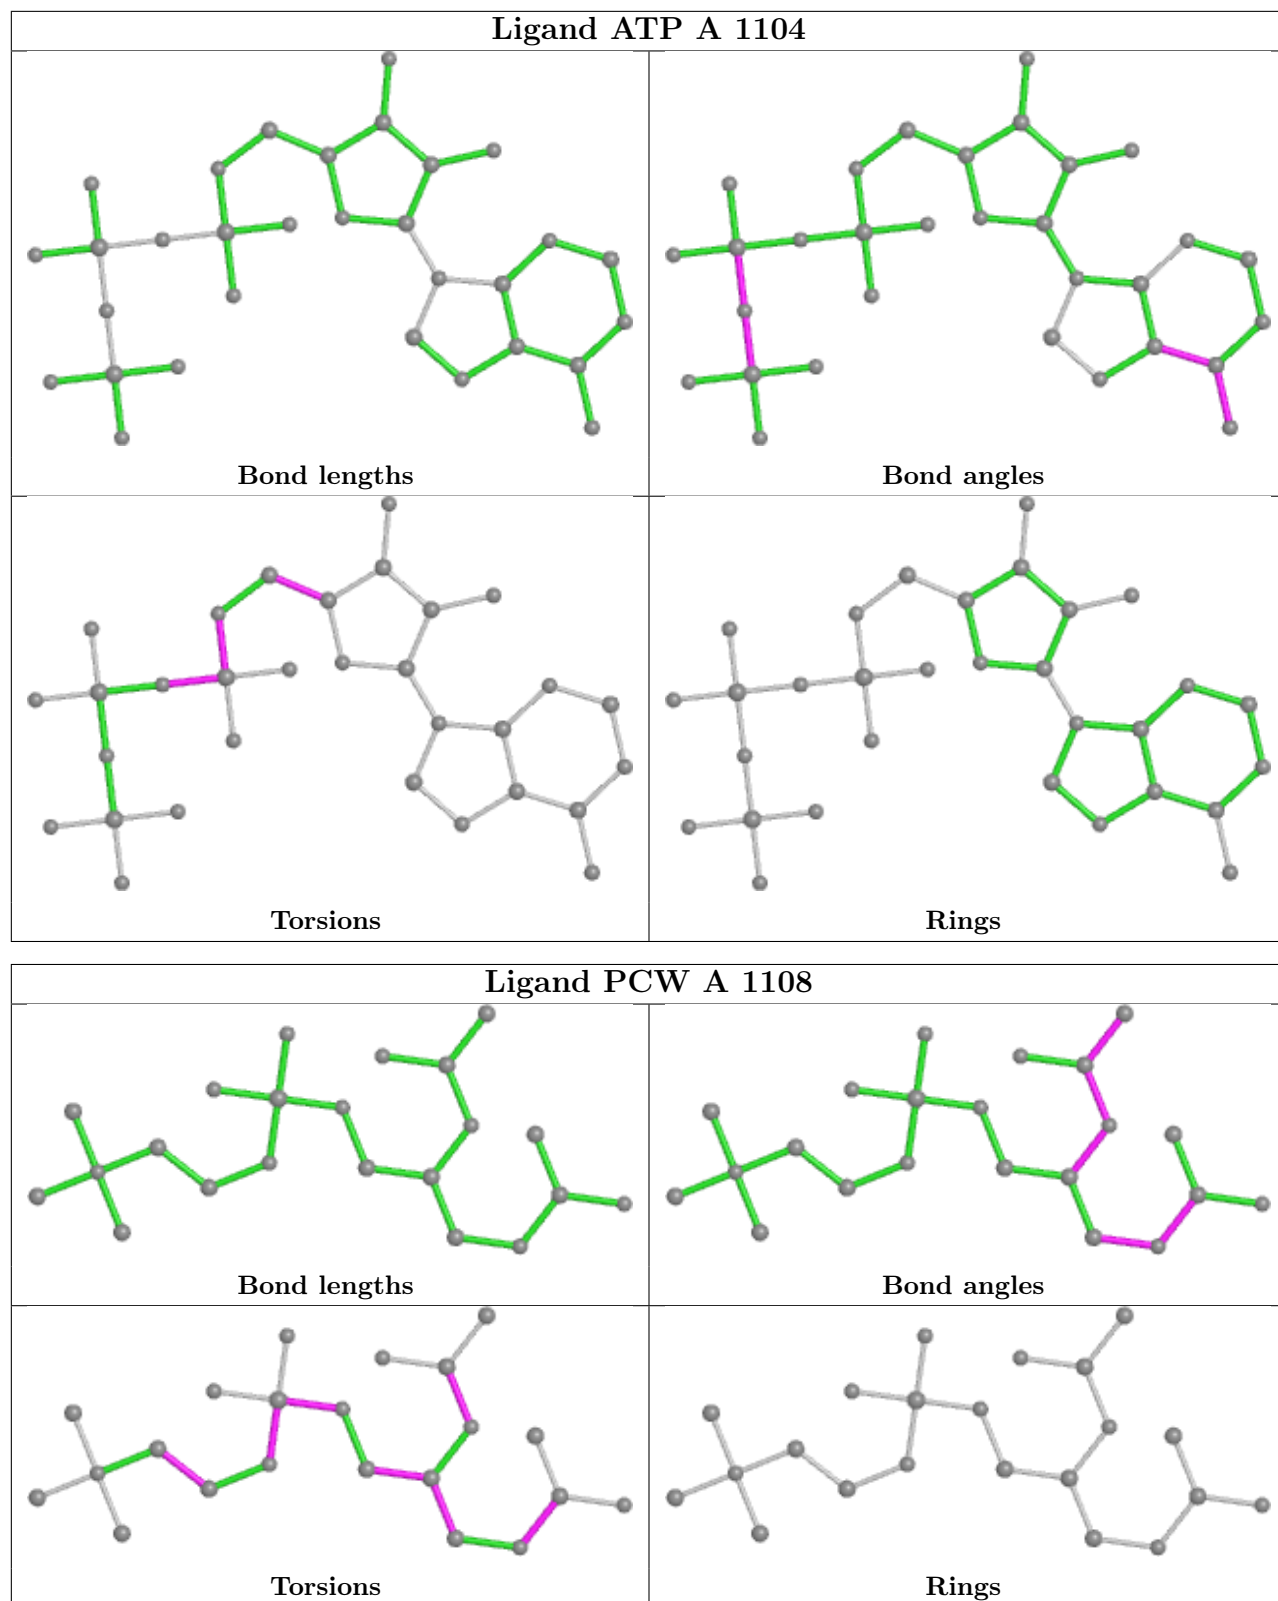 Ligand ATP A 1104
Bond lengths
Bond angles
Torsions
Rings
Ligand PCW A 1108
Bond lengths
Bond angles
Torsions
Rings